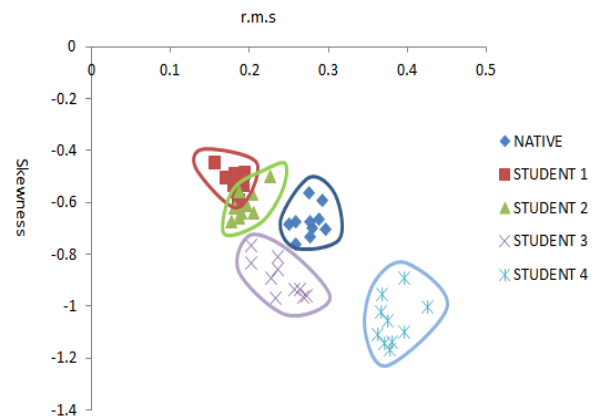 r.m.s
0
0 0.1 0.2 0.3 0.4 0.5
-0.2
-0.4
-0.6
-0.8
-1
-1.2
-1.4
Skewness
NATIVE
STUDENT 1
STUDENT 2
STUDENT 3
STUDENT 4